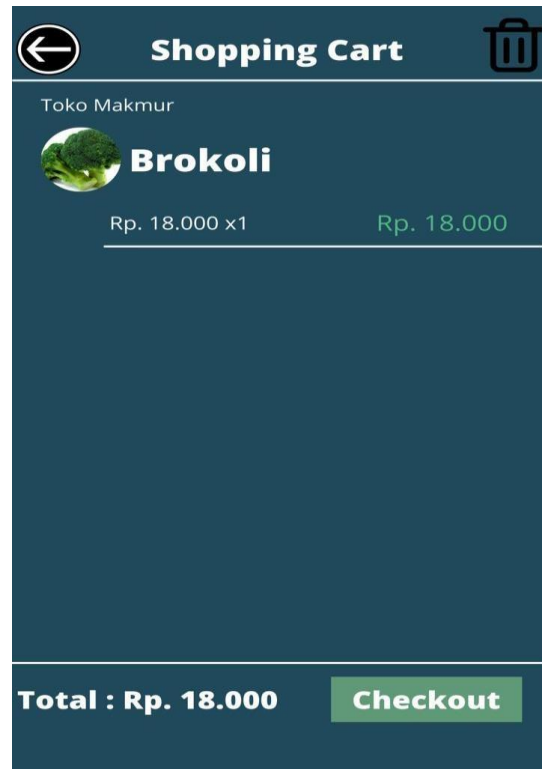 Shopping Cart
Toko Makmur
Brokoli
Rp. 18.000 x1 Rp. 18.000
Total : Rp. 18.000 Checkout